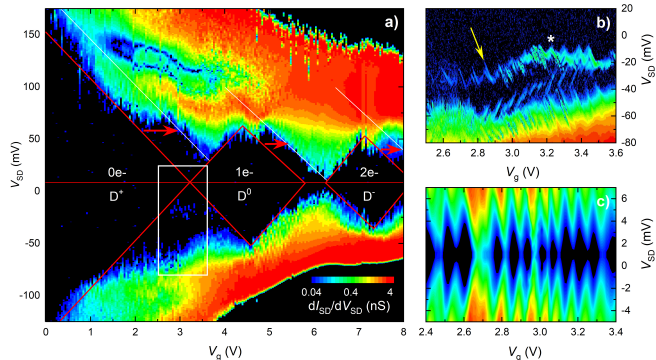 a)
150
100
50
0
-50
-100
V_SD (mV)
0e- 1e- 2e-
D⁺ D⁰ D⁻
0.04 0.4 4
dI_SD/dV_SD (nS)
0 1 2 3 4 5 6 7 8
V_g (V)
b)
*
20
0
-20
-40
-60
-80
V_SD (mV)
2.6 2.8 3.0 3.2 3.4 3.6
V_g (V)
c)
6
4
2
0
-2
-4
V_SD (mV)
2.4 2.6 2.8 3.0 3.2 3.4
V_g (V)